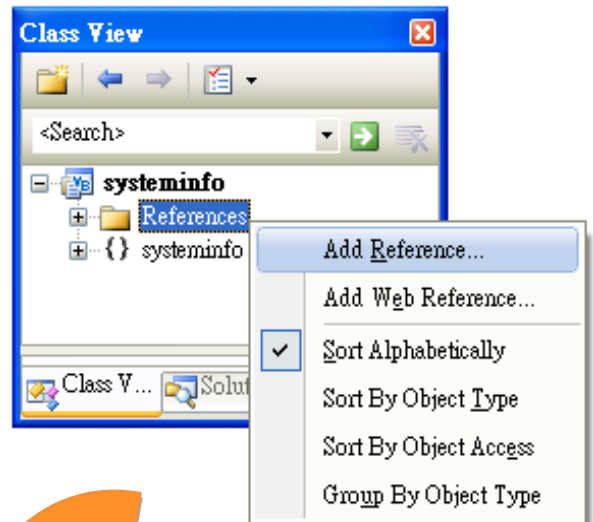 Class View
<Search>
systeminfo
References
{} systeminfo
Add Reference...
Add Web Reference...
Sort Alphabetically
Sort By Object Type
Sort By Object Access
Group By Object Type
Class V...
Solut